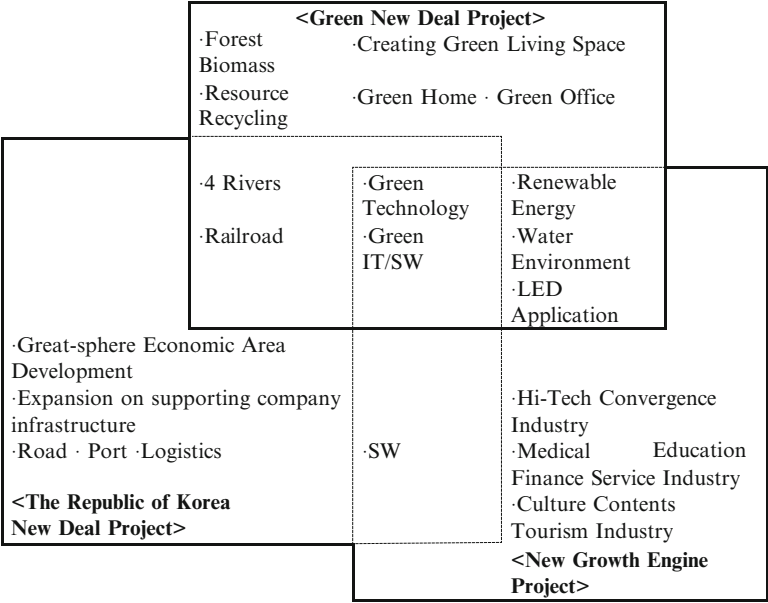 <Green New Deal Project>
·Forest
Biomass
·Creating Green Living Space
·Resource
Recycling
·Green Home · Green Office
·4 Rivers
·Railroad
·Green
Technology
·Green
IT/SW
·Renewable
Energy
·Water
Environment
·LED
Application
·Great-sphere Economic Area
Development
·Expansion on supporting company
infrastructure
·Road · Port ·Logistics
<The Republic of Korea
New Deal Project>
·SW
·Hi-Tech Convergence
Industry
·Medical Education
Finance Service Industry
·Culture Contents
Tourism Industry
<New Growth Engine
Project>